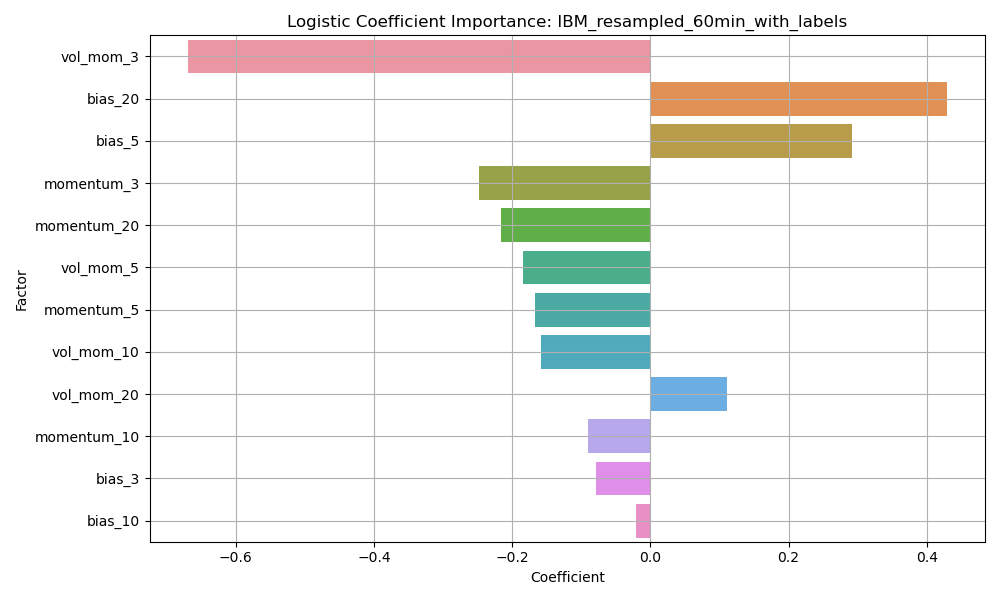 Logistic Coefficient Importance: IBM_resampled_60min_with_labels
Factor
vol_mom_3
bias_20
bias_5
momentum_3
momentum_20
vol_mom_5
momentum_5
vol_mom_10
vol_mom_20
momentum_10
bias_3
bias_10
−0.6 −0.4 −0.2 0.0 0.2 0.4
Coefficient